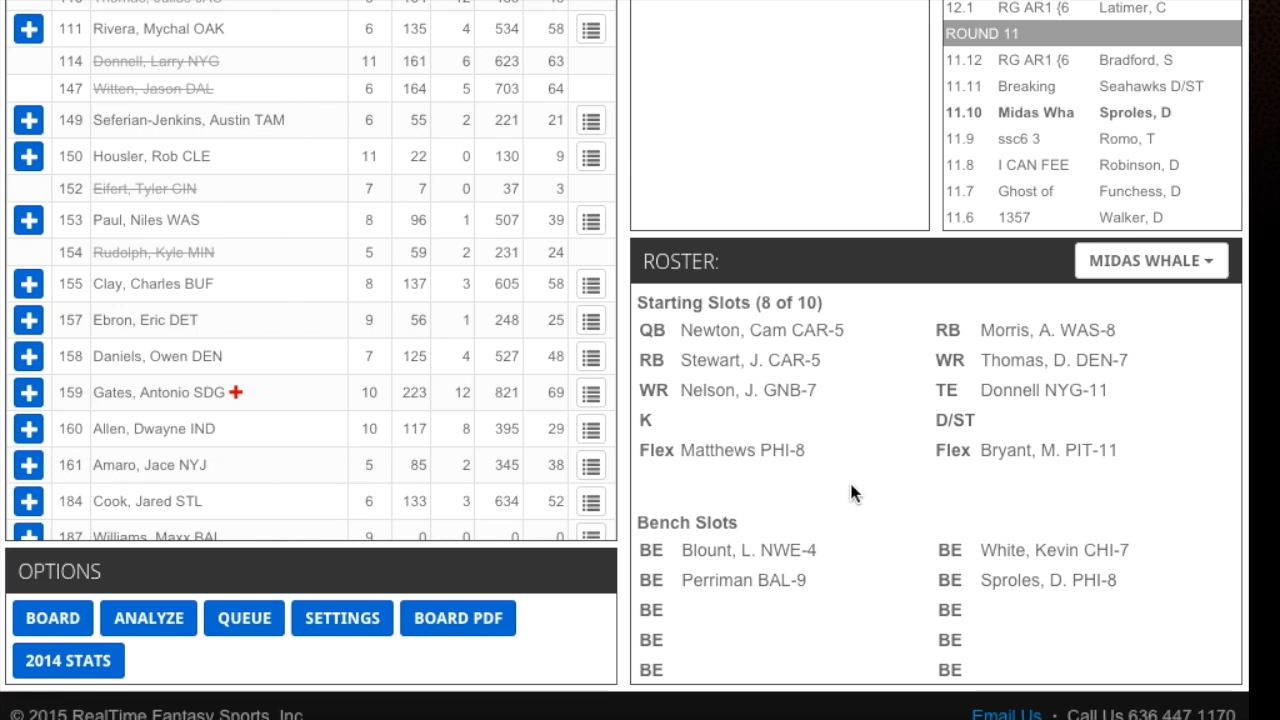 111 Rivera, Mychal OAK 6 135 4 534 58
114 Donnell, Larry NYG 11 161 6 623 63
147 Witten, Jason DAL 6 164 5 703 64
149 Seferian-Jenkins, Austin TAM 6 55 2 221 21
150 Housler, Rob CLE 11 22 0 130 9
152 Eifert, Tyler CIN 7 7 0 37 3
153 Paul, Niles WAS 8 96 1 507 39
154 Rudolph, Kyle MIN 5 59 2 231 24
155 Clay, Charles BUF 8 137 3 605 58
157 Ebron, Eric DET 9 56 1 248 25
158 Daniels, Owen DEN 7 125 4 527 48
159 Gates, Antonio SDG 10 223 12 821 69
160 Allen, Dwayne IND 10 117 8 395 29
161 Amaro, Jace NYJ 5 85 2 345 38
184 Cook, Jared STL 6 133 3 634 52
187 Williams, Maxx BAL 9 0 0 0 0
OPTIONS
BOARD ANALYZE QUEUE SETTINGS BOARD PDF
2014 STATS
12.1 RG AR1 {6 Latimer, C
ROUND 11
11.12 RG AR1 {6 Bradford, S
11.11 Breaking Seahawks D/ST
11.10 Midas Wha Sproles, D
11.9 ssc6 3 Romo, T
11.8 I CAN FEE Robinson, D
11.7 Ghost of Funchess, D
11.6 1357 Walker, D
ROSTER: MIDAS WHALE
Starting Slots (8 of 10)
QB Newton, Cam CAR-5 RB Morris, A. WAS-8
RB Stewart, J. CAR-5 WR Thomas, D. DEN-7
WR Nelson, J. GNB-7 TE Donnell NYG-11
K D/ST
Flex Matthews PHI-8 Flex Bryant, M. PIT-11
Bench Slots
BE Blount, L. NWE-4 BE White, Kevin CHI-7
BE Perriman BAL-9 BE Sproles, D. PHI-8
BE BE
BE BE
BE BE
© 2015 RealTime Fantasy Sports, Inc. Email Us · Call Us 636.447.1170